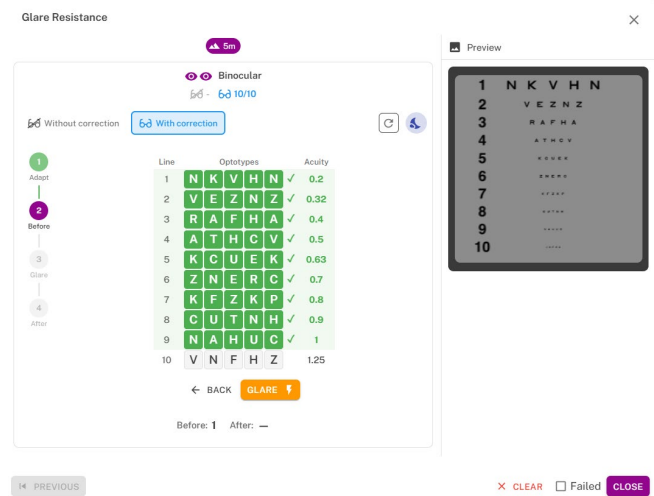 Glare Resistance
5m
Binocular
- 10/10
Without correction
With correction
1
Adapt
2
Before
3
Glare
4
After
Line Optotypes Acuity
1 N K V H N 0.2
2 V E Z N Z 0.32
3 R A F H A 0.4
4 A T H C V 0.5
5 K C U E K 0.63
6 Z N E R C 0.7
7 K F Z K P 0.8
8 C U T N H 0.9
9 N A H U C 1
10 V N F H Z 1.25
BACK GLARE
Before: 1 After: —
Preview
1 N K V H N
2 V E Z N Z
3 R A F H A
4 A T H C V
5
6
7
8
9
10
PREVIOUS
CLEAR Failed CLOSE